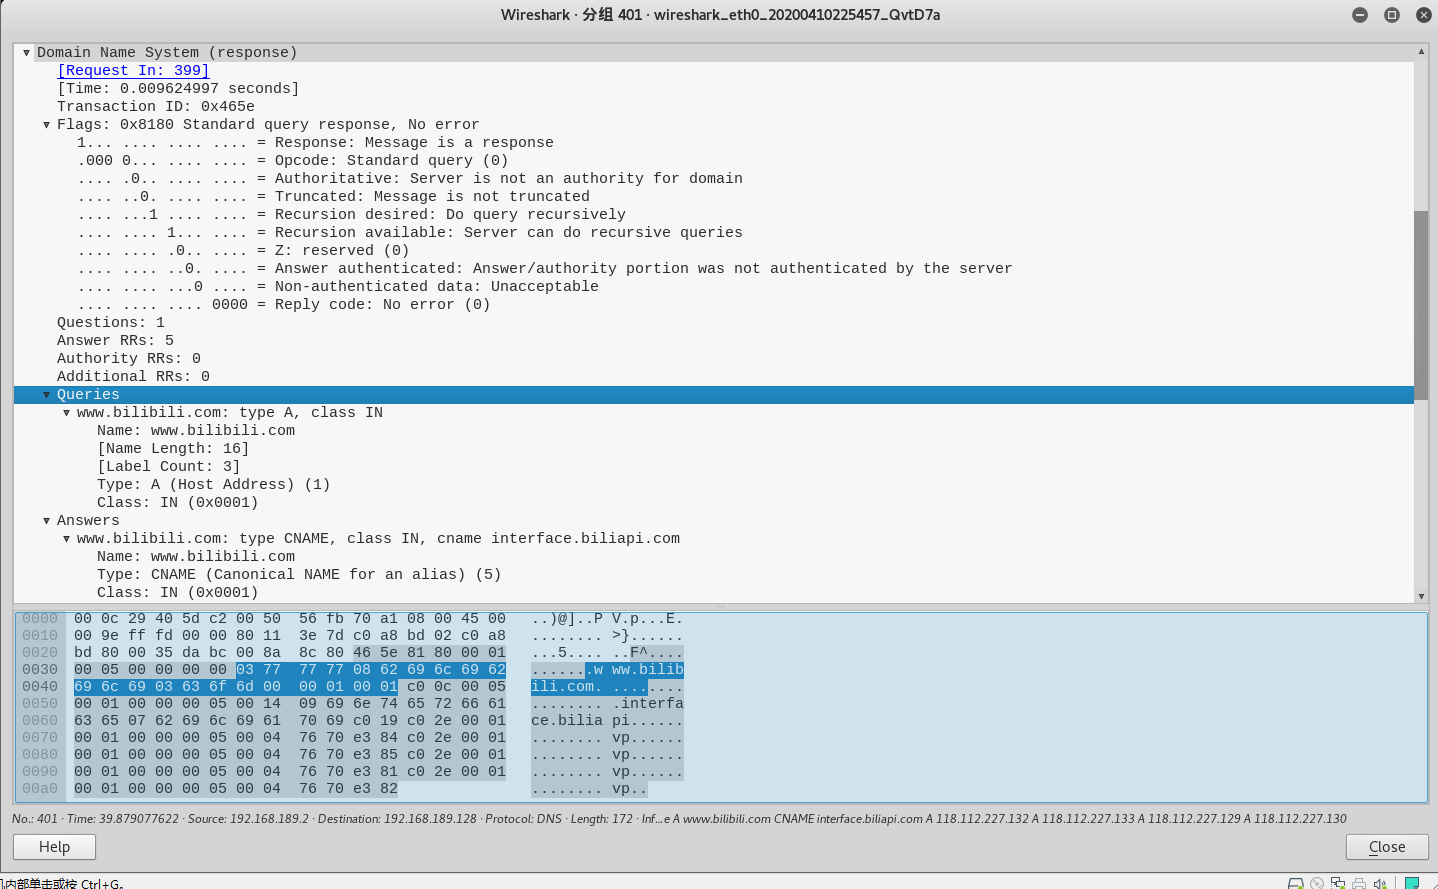 Wireshark · 分组 401 · wireshark_eth0_20200410225457_QvtD7a
Domain Name System (response)
[Request In: 399]
[Time: 0.009624997 seconds]
Transaction ID: 0x465e
Flags: 0x8180 Standard query response, No error
1... .... .... .... = Response: Message is a response
.000 0... .... .... = Opcode: Standard query (0)
.... .0.. .... .... = Authoritative: Server is not an authority for domain
.... ..0. .... .... = Truncated: Message is not truncated
.... ...1 .... .... = Recursion desired: Do query recursively
.... .... 1... .... = Recursion available: Server can do recursive queries
.... .... .0.. .... = Z: reserved (0)
.... .... ..0. .... = Answer authenticated: Answer/authority portion was not authenticated by the server
.... .... ...0 .... = Non-authenticated data: Unacceptable
.... .... .... 0000 = Reply code: No error (0)
Questions: 1
Answer RRs: 5
Authority RRs: 0
Additional RRs: 0
Queries
www.bilibili.com: type A, class IN
Name: www.bilibili.com
[Name Length: 16]
[Label Count: 3]
Type: A (Host Address) (1)
Class: IN (0x0001)
Answers
www.bilibili.com: type CNAME, class IN, cname interface.biliapi.com
Name: www.bilibili.com
Type: CNAME (Canonical NAME for an alias) (5)
Class: IN (0x0001)
0000 00 0c 29 40 5d c2 00 50 56 fb 70 a1 08 00 45 00 ..)@]..P V.p...E.
0010 00 9e ff fd 00 00 80 11 3e 7d c0 a8 bd 02 c0 a8 ........ >}......
0020 bd 80 00 35 da bc 00 8a 8c 80 46 5e 81 80 00 01 ...5.... ..F^....
0030 00 05 00 00 00 00 03 77 77 77 08 62 69 6c 69 62 .......w ww.bilib
0040 69 6c 69 03 63 6f 6d 00 00 01 00 01 c0 0c 00 05 ili.com. ........
0050 00 01 00 00 00 05 00 14 09 69 6e 74 65 72 66 61 ........ .interfa
0060 63 65 07 62 69 6c 69 61 70 69 c0 19 c0 2e 00 01 ce.bilia pi......
0070 00 01 00 00 00 05 00 04 76 70 e3 84 c0 2e 00 01 ........ vp......
0080 00 01 00 00 00 05 00 04 76 70 e3 85 c0 2e 00 01 ........ vp......
0090 00 01 00 00 00 05 00 04 76 70 e3 81 c0 2e 00 01 ........ vp......
00a0 00 01 00 00 00 05 00 04 76 70 e3 82 ........ vp..
No.: 401 · Time: 39.879077622 · Source: 192.168.189.2 · Destination: 192.168.189.128 · Protocol: DNS · Length: 172 · Inf...e A www.bilibili.com CNAME interface.biliapi.com A 118.112.227.132 A 118.112.227.133 A 118.112.227.129 A 118.112.227.130
Help
Close
内部单击或按 Ctrl+G。